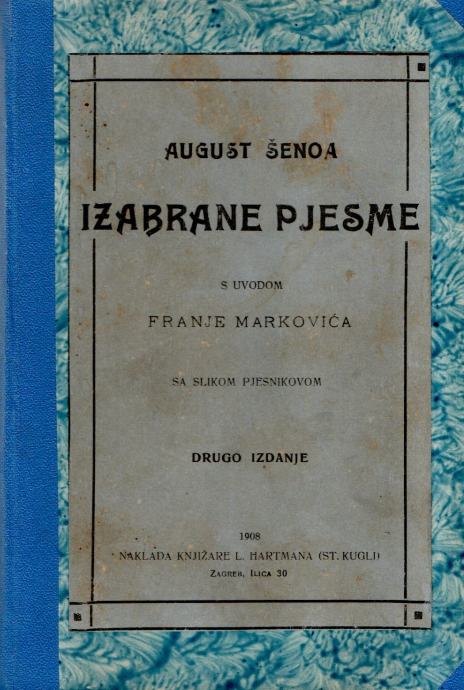 AUGUST ŠENOA
IZABRANE PJESME
S UVODOM
FRANJE MARKOVIĆA
SA SLIKOM PJESNIKOVOM
DRUGO IZDANJE
1908
NAKLADA KNJIŽARE L. HARTMANA (ST. KUGLI)
ZAGREB, ILICA 30